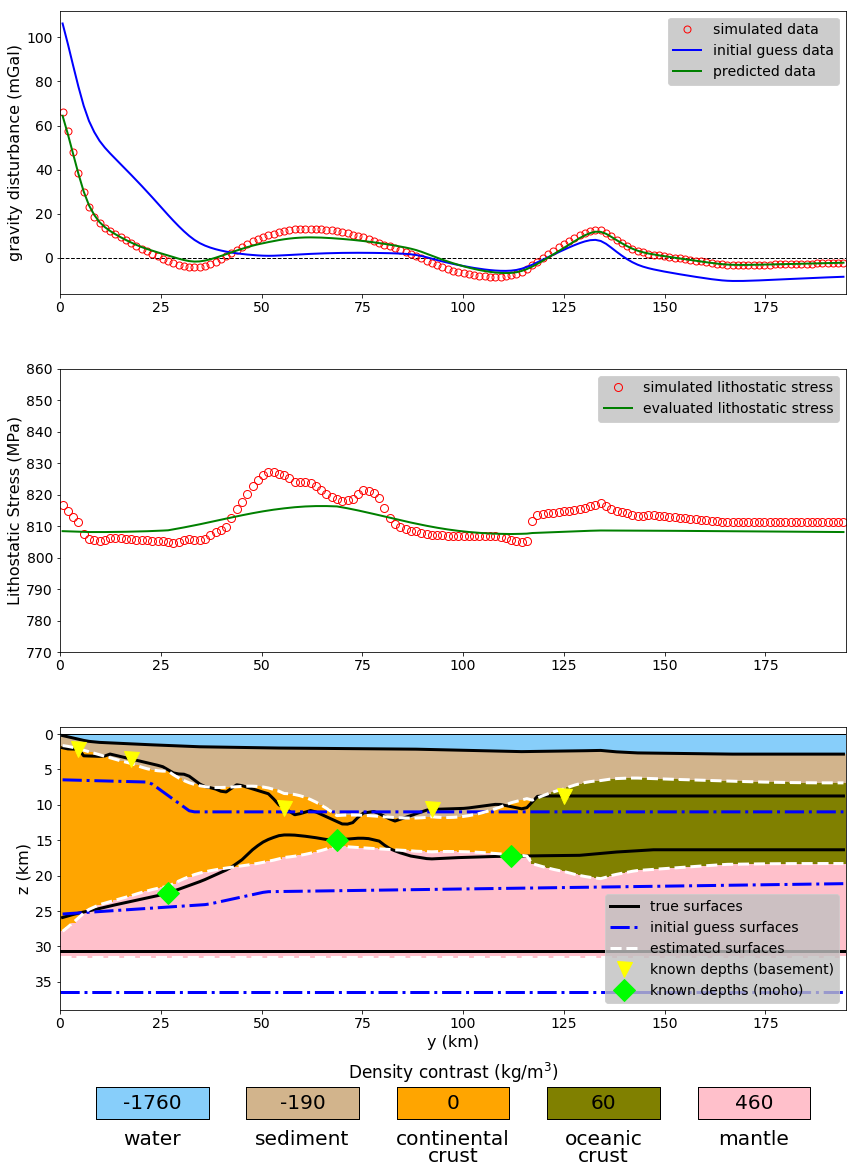 simulated data
initial guess data
predicted data
gravity disturbance (mGal)
100
80
60
40
20
0
0 25 50 75 100 125 150 175
simulated lithostatic stress
evaluated lithostatic stress
Lithostatic Stress (MPa)
860
850
840
830
820
810
800
790
780
770
0 25 50 75 100 125 150 175
z (km)
0
5
10
15
20
25
30
35
true surfaces
initial guess surfaces
estimated surfaces
known depths (basement)
known depths (moho)
0 25 50 75 100 125 150 175
y (km)
Density contrast (kg/m³)
-1760 -190 0 60 460
water sediment continental oceanic mantle
crust crust